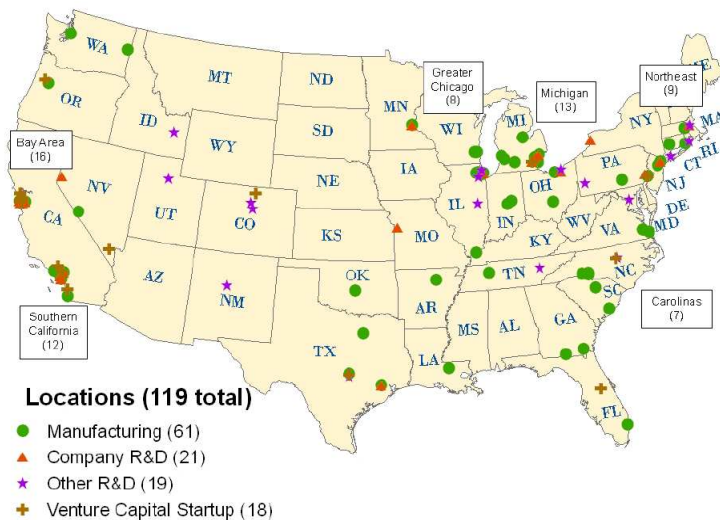 WA
MT
ND
MN
Greater
Chicago
(8)
Michigan
(13)
Northeast
(9)
ME
OR
ID
WY
SD
WI
MI
NY
MA
RI
CT
Bay Area
(16)
NV
UT
CO
NE
IA
IL
IN
OH
PA
NJ
DE
MD
CA
KS
MO
KY
WV
VA
AZ
NM
OK
AR
TN
NC
SC
Southern
California
(12)
Carolinas
(7)
TX
LA
MS
AL
GA
FL
Locations (119 total)
Manufacturing (61)
Company R&D (21)
Other R&D (19)
Venture Capital Startup (18)